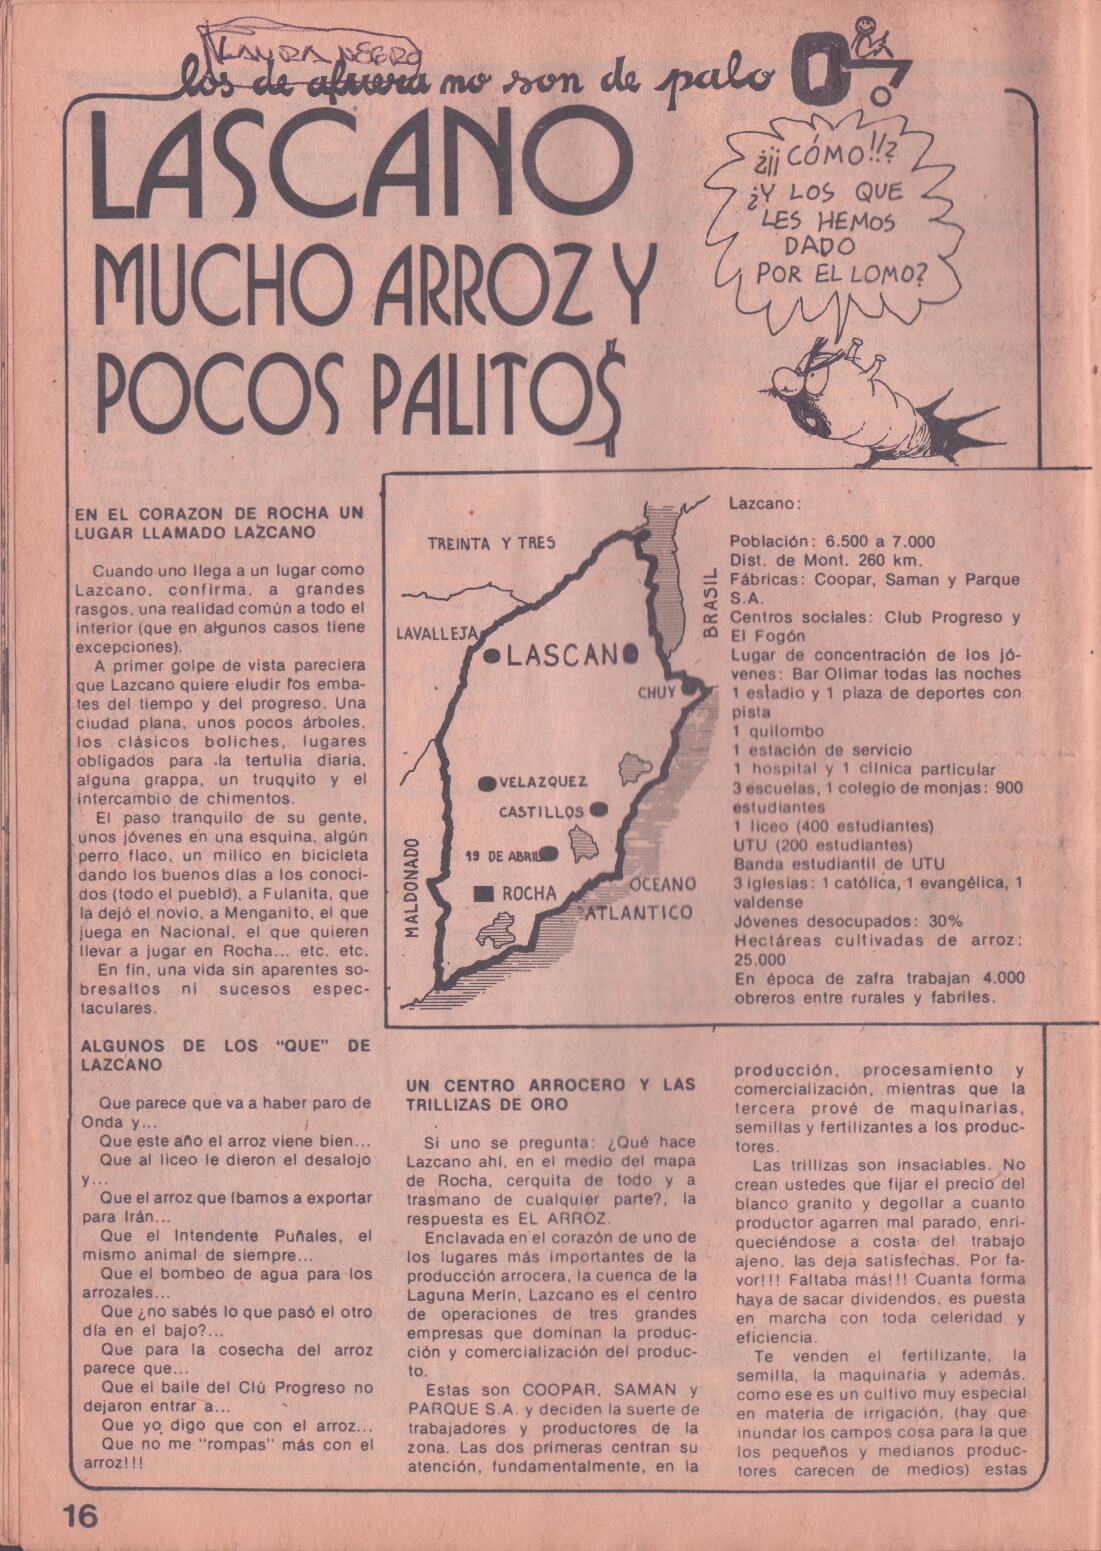 LAURA NEGRO
los de afuera no son de palo
LASCANO
MUCHO ARROZ Y
POCOS PALITO$
¿¡¡CÓMO!!?
¿Y LOS QUE
LES HEMOS
DADO
POR EL LOMO?
EN EL CORAZON DE ROCHA UN
LUGAR LLAMADO LAZCANO
Cuando uno llega a un lugar como
Lazcano, confirma, a grandes
rasgos, una realidad común a todo el
interior (que en algunos casos tiene
excepciones).
A primer golpe de vista pareciera
que Lazcano quiere eludir los emba-
tes del tiempo y del progreso. Una
ciudad plana, unos pocos árboles,
los clásicos boliches, lugares
obligados para la tertulia diaria,
alguna grappa, un truquito y el
intercambio de chimentos.
El paso tranquilo de su gente,
unos jóvenes en una esquina, algún
perro flaco, un milico en bicicleta
dando los buenos días a los conoci-
dos (todo el pueblo), a Fulanita, que
la dejó el novio, a Menganito, el que
juega en Nacional, el que quieren
llevar a jugar en Rocha... etc. etc.
En fin, una vida sin aparentes so-
bresaltos ni sucesos espec-
taculares.
ALGUNOS DE LOS "QUE" DE
LAZCANO
Que parece que va a haber paro de
Onda y...
Que este año el arroz viene bien...
Que al liceo le dieron el desalojo
y...
Que el arroz que íbamos a exportar
para Irán...
Que el Intendente Puñales, el
mismo animal de siempre...
Que el bombeo de agua para los
arrozales...
Que ¿no sabés lo que pasó el otro
día en el bajo?...
Que para la cosecha del arroz
parece que...
Que el baile del Clú Progreso no
dejaron entrar a...
Que yo digo que con el arroz...
Que no me "rompas" más con el
arroz!!!
TREINTA Y TRES
LAVALLEJA
BRASIL
LASCANO
CHUY
VELAZQUEZ
CASTILLOS
19 DE ABRIL
MALDONADO
ROCHA
OCEANO
ATLANTICO
Lazcano:
Población: 6.500 a 7.000
Dist. de Mont. 260 km.
Fábricas: Coopar, Saman y Parque
S.A.
Centros sociales: Club Progreso y
El Fogón
Lugar de concentración de los jó-
venes: Bar Olimar todas las noches
1 estadio y 1 plaza de deportes con
pista
1 quilombo
1 estación de servicio
1 hospital y 1 clínica particular
3 escuelas, 1 colegio de monjas: 900
estudiantes
1 liceo (400 estudiantes)
UTU (200 estudiantes)
Banda estudiantil de UTU
3 iglesias: 1 católica, 1 evangélica, 1
valdense
Jóvenes desocupados: 30%
Hectáreas cultivadas de arroz:
25.000
En época de zafra trabajan 4.000
obreros entre rurales y fabriles.
UN CENTRO ARROCERO Y LAS
TRILLIZAS DE ORO
Si uno se pregunta: ¿Qué hace
Lazcano ahí, en el medio del mapa
de Rocha, cerquita de todo y a
trasmano de cualquier parte?, la
respuesta es EL ARROZ.
Enclavada en el corazón de uno de
los lugares más importantes de la
producción arrocera, la cuenca de la
Laguna Merín, Lazcano es el centro
de operaciones de tres grandes
empresas que dominan la produc-
ción y comercialización del produc-
to.
Estas son COOPAR, SAMAN y
PARQUE S.A. y deciden la suerte de
trabajadores y productores de la
zona. Las dos primeras centran su
atención, fundamentalmente, en la
producción, procesamiento y
comercialización, mientras que la
tercera prové de maquinarias,
semillas y fertilizantes a los produc-
tores.
Las trillizas son insaciables. No
crean ustedes que fijar el precio del
blanco granito y degollar a cuanto
productor agarren mal parado, enri-
queciéndose a costa del trabajo
ajeno, las deja satisfechas. Por fa-
vor!!! Faltaba más!!! Cuanta forma
haya de sacar dividendos, es puesta
en marcha con toda celeridad y
eficiencia.
Te venden el fertilizante, la
semilla, la maquinaria y además,
como ese es un cultivo muy especial
en materia de irrigación, (hay que
inundar los campos cosa para la que
los pequeños y medianos produc-
tores carecen de medios) estas
16